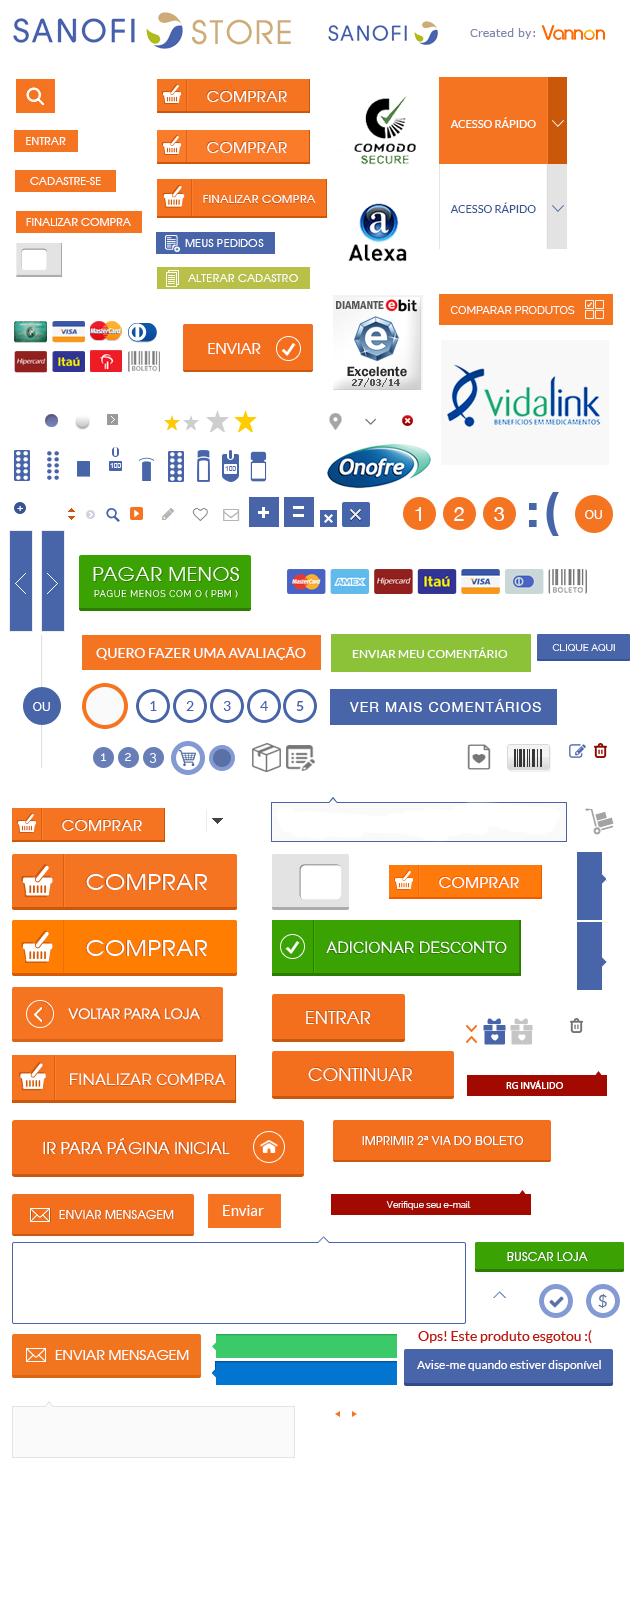 SANOFI STORE
SANOFI
Created by: Vannon
COMPRAR
ENTRAR
COMPRAR
CADASTRE-SE
FINALIZAR COMPRA
FINALIZAR COMPRA
MEUS PEDIDOS
ALTERAR CADASTRO
COMODO
SECURE
ACESSO RÁPIDO
ACESSO RÁPIDO
a
Alexa
MasterCard
VISA
Hipercard
Itaú
BOLETO
ENVIAR
DIAMANTE ebit
e
Excelente
27/03/14
COMPARAR PRODUTOS
vidalink
BENEFÍCIOS EM MEDICAMENTOS
Onofre
0
100
100
+
=
×
×
1
2
3
:(
OU
PAGAR MENOS
PAGUE MENOS COM O ( PBM )
MasterCard
AMEX
Hipercard
Itaú
VISA
BOLETO
QUERO FAZER UMA AVALIAÇÃO
ENVIAR MEU COMENTÁRIO
CLIQUE AQUI
OU
1
2
3
4
5
VER MAIS COMENTÁRIOS
1
2
3
COMPRAR
COMPRAR
COMPRAR
COMPRAR
ADICIONAR DESCONTO
VOLTAR PARA LOJA
ENTRAR
FINALIZAR COMPRA
CONTINUAR
RG INVÁLIDO
IR PARA PÁGINA INICIAL
IMPRIMIR 2ª VIA DO BOLETO
ENVIAR MENSAGEM
Enviar
Verifique seu e-mail
BUSCAR LOJA
$
ENVIAR MENSAGEM
Ops! Este produto esgotou :(
Avise-me quando estiver disponível